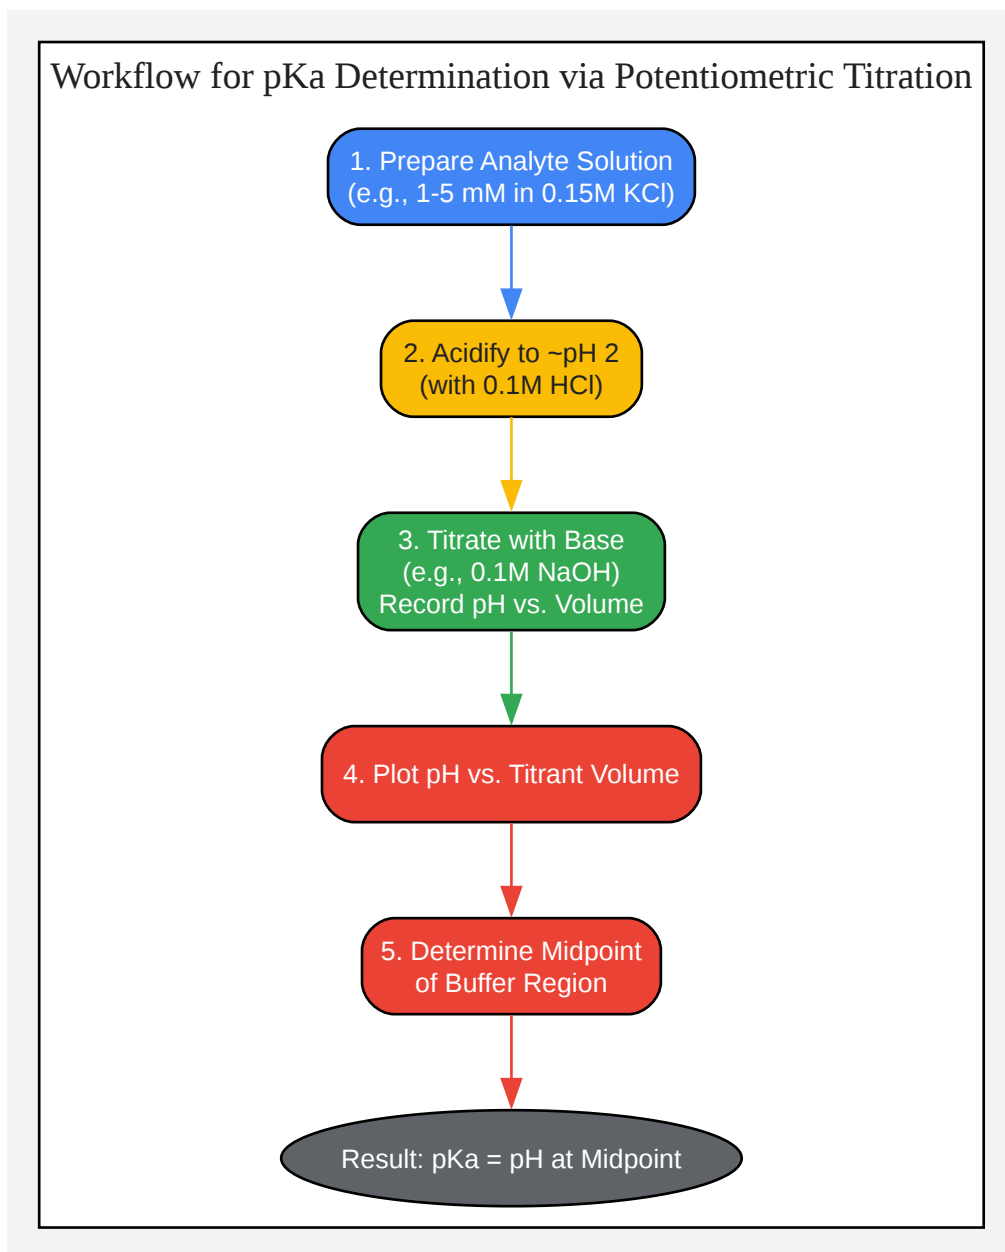 Workflow for pKa Determination via Potentiometric Titration
1. Prepare Analyte Solution
(e.g., 1-5 mM in 0.15M KCl)
2. Acidify to ~pH 2
(with 0.1M HCl)
3. Titrate with Base
(e.g., 0.1M NaOH)
Record pH vs. Volume
4. Plot pH vs. Titrant Volume
5. Determine Midpoint
of Buffer Region
Result: pKa = pH at Midpoint